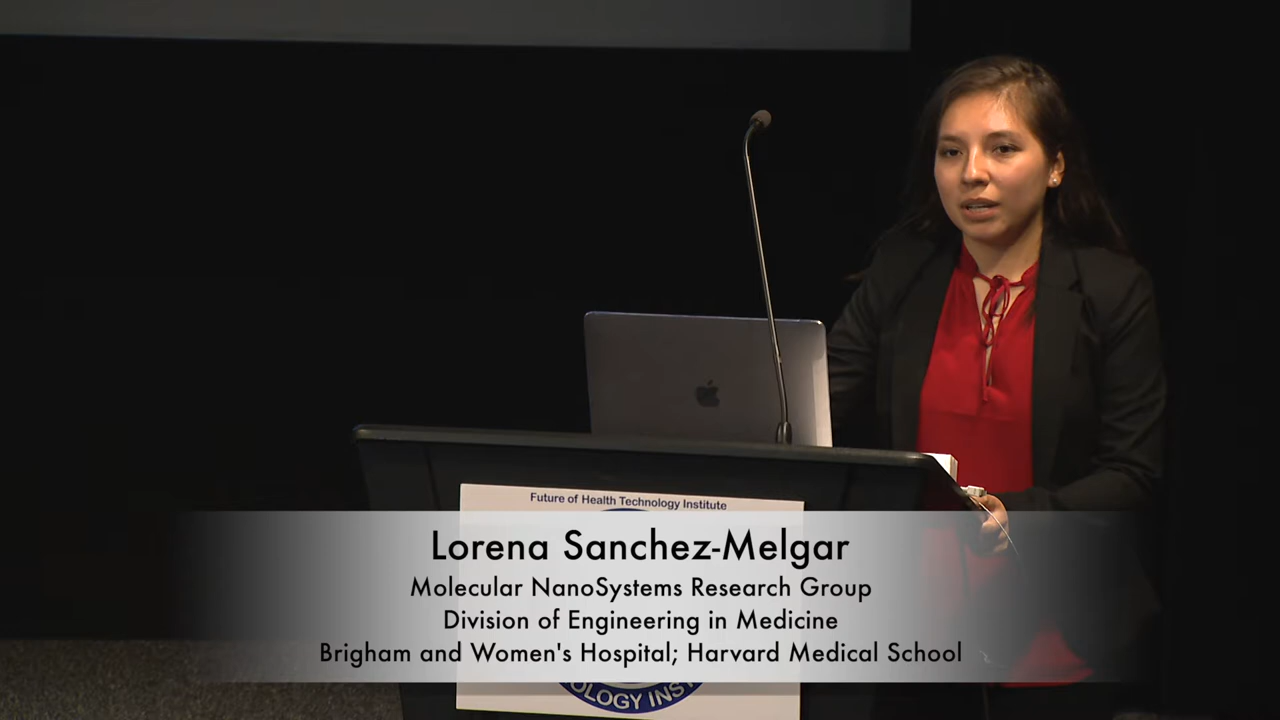 Future of Health Technology Institute
Lorena Sanchez-Melgar
Molecular NanoSystems Research Group
Division of Engineering in Medicine
Brigham and Women's Hospital; Harvard Medical School